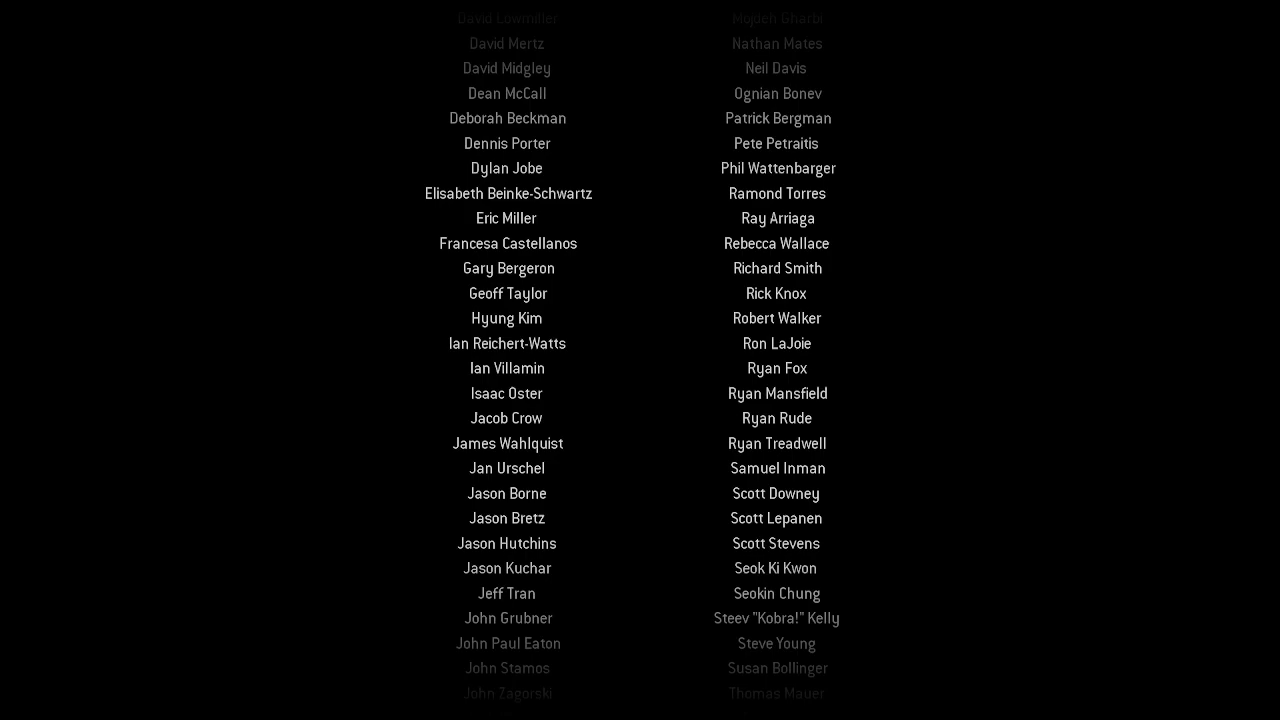 David Lowmiller
David Mertz
David Midgley
Dean McCall
Deborah Beckman
Dennis Porter
Dylan Jobe
Elisabeth Beinke-Schwartz
Eric Miller
Francesa Castellanos
Gary Bergeron
Geoff Taylor
Hyung Kim
Ian Reichert-Watts
Ian Villamin
Isaac Oster
Jacob Crow
James Wahlquist
Jan Urschel
Jason Borne
Jason Bretz
Jason Hutchins
Jason Kuchar
Jeff Tran
John Grubner
John Paul Eaton
John Stamos
John Zagorski
Mojdeh Gharbi
Nathan Mates
Neil Davis
Ognian Bonev
Patrick Bergman
Pete Petraitis
Phil Wattenbarger
Ramond Torres
Ray Arriaga
Rebecca Wallace
Richard Smith
Rick Knox
Robert Walker
Ron LaJoie
Ryan Fox
Ryan Mansfield
Ryan Rude
Ryan Treadwell
Samuel Inman
Scott Downey
Scott Lepanen
Scott Stevens
Seok Ki Kwon
Seokin Chung
Steev "Kobra!" Kelly
Steve Young
Susan Bollinger
Thomas Mauer